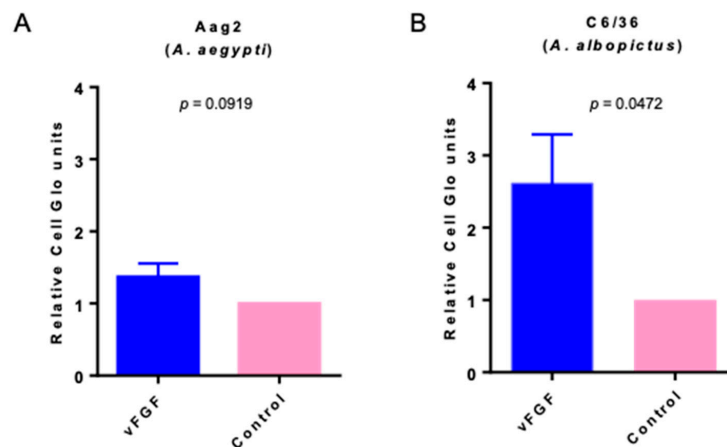 A
Aag2
(A. aegypti)
p = 0.0919
Relative Cell Glo units
4
3
2
1
0
vFGF
Control
B
C6/36
(A. albopictus)
p = 0.0472
Relative Cell Glo units
4
3
2
1
0
vFGF
Control